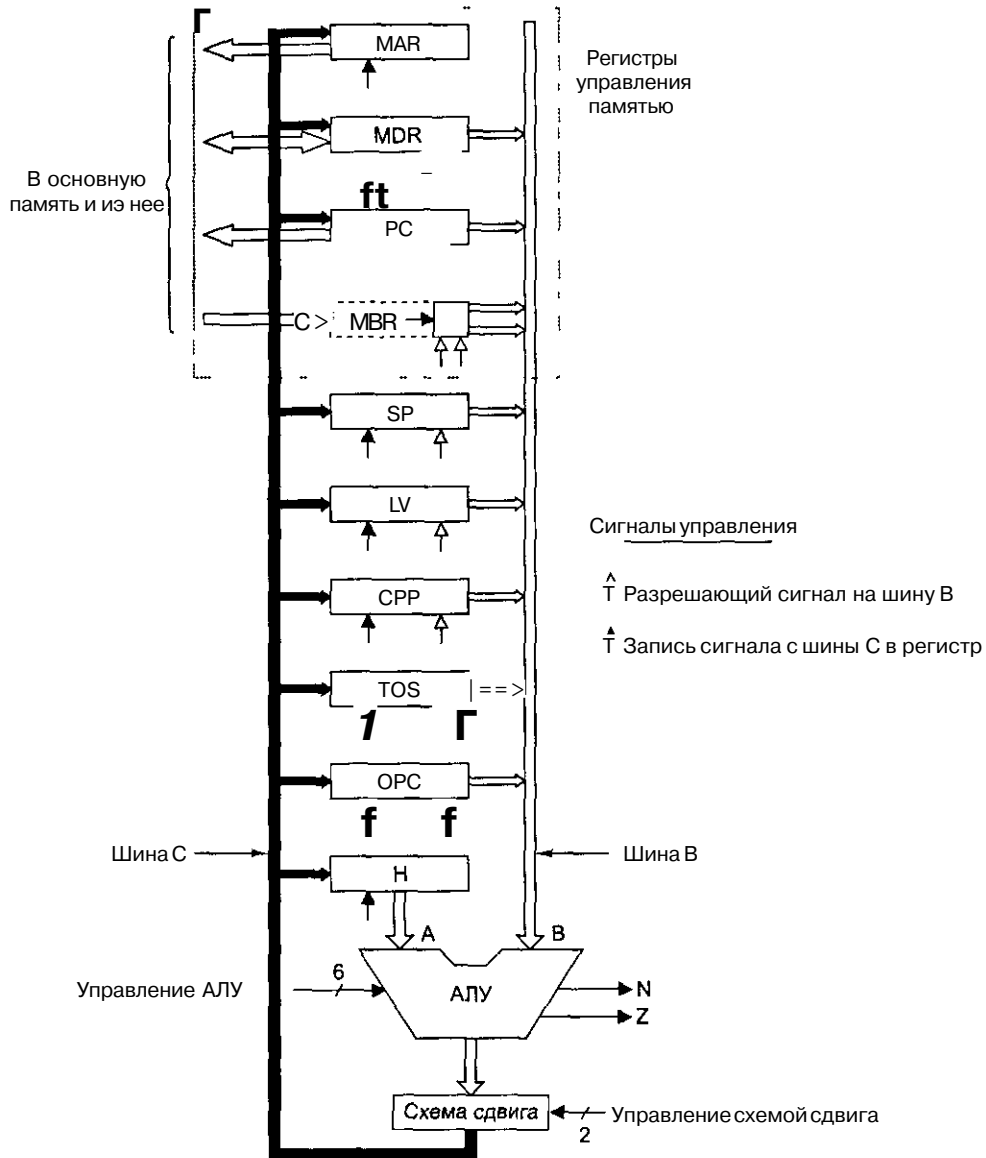 Г
MAR
Регистры
управления
памятью
MDR
В основную
память и иэ нее
ft
PC
C >
MBR
SP
LV
Сигналы управления
CPP
Т Разрешающий сигнал на шину В
Т Запись сигнала с шины С в регистр
TOS
| = = >
1 Г
OPC
f f
Шина С
Шина В
H
A
B
6
Управление АЛУ
АЛУ
N
Z
Схема сдвига
Управление схемой сдвига
2